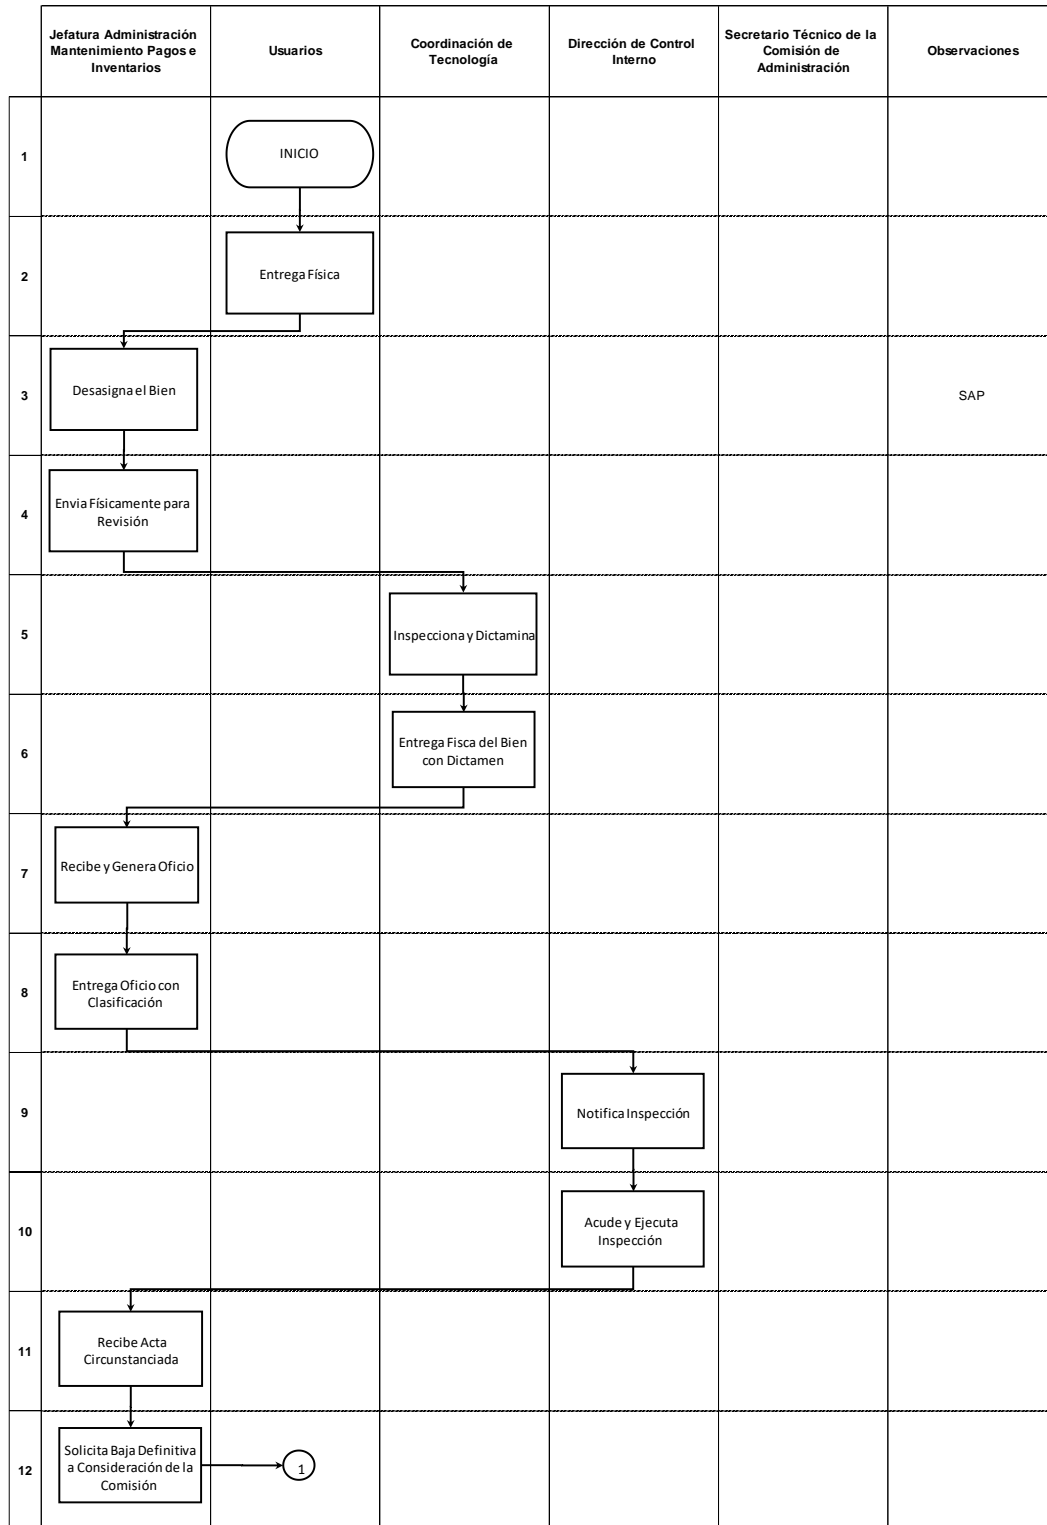 Jefatura Administración
Mantenimiento Pagos e
Inventarios
Usuarios
Coordinación de
Tecnología
Dirección de Control
Interno
Secretario Técnico de la
Comisión de
Administración
Observaciones
1
INICIO
2
Entrega Física
3
Desasigna el Bien
SAP
4
Envia Físicamente para
Revisión
5
Inspecciona y Dictamina
6
Entrega Fisca del Bien
con Dictamen
7
Recibe y Genera Oficio
8
Entrega Oficio con
Clasificación
9
Notifica Inspección
10
Acude y Ejecuta
Inspección
11
Recibe Acta
Circunstanciada
12
Solicita Baja Definitiva
a Consideración de la
Comisión
1